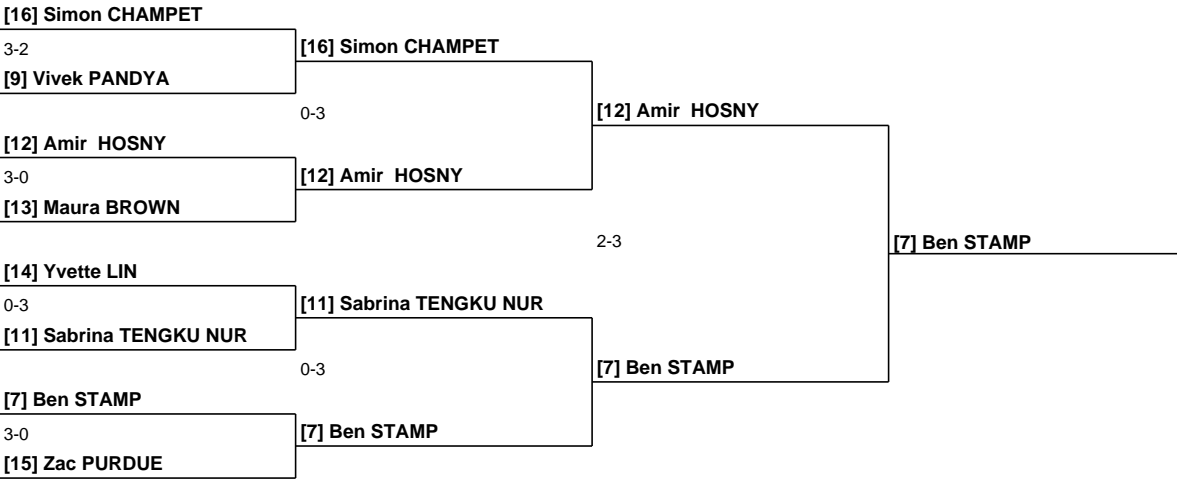 [16] Simon CHAMPET
3-2
[9] Vivek PANDYA
[16] Simon CHAMPET
0-3
[12] Amir  HOSNY
[12] Amir  HOSNY
3-0
[13] Maura BROWN
[12] Amir  HOSNY
2-3
[7] Ben STAMP
[14] Yvette LIN
0-3
[11] Sabrina TENGKU NUR
[11] Sabrina TENGKU NUR
0-3
[7] Ben STAMP
[7] Ben STAMP
3-0
[15] Zac PURDUE
[7] Ben STAMP